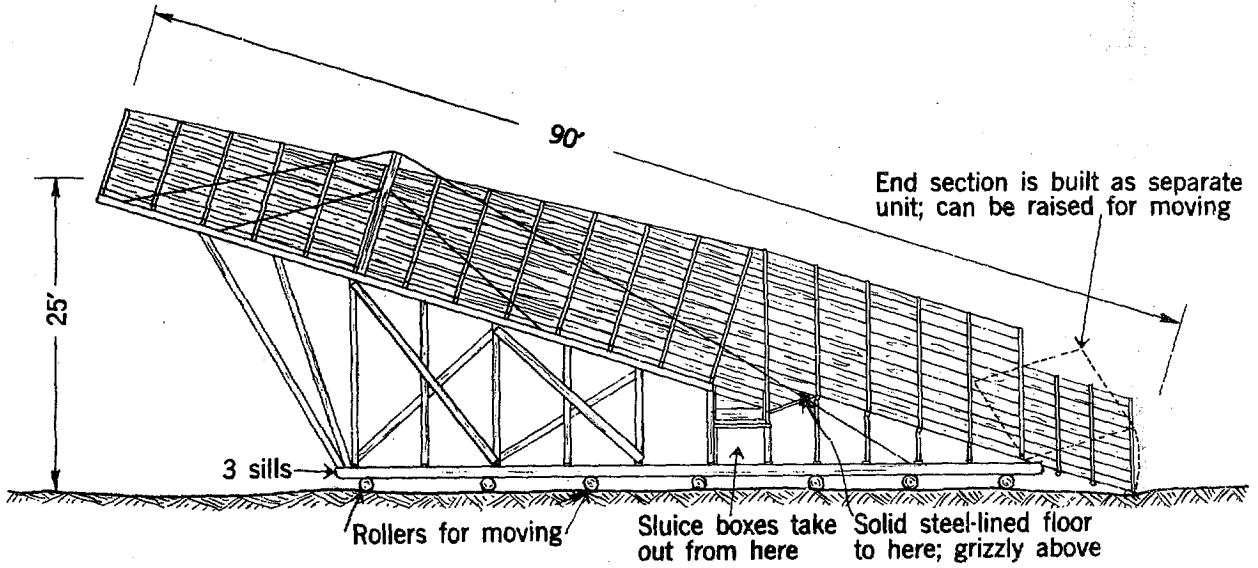 90'
End section is built as separate
unit; can be raised for moving
25'
3 sills
Rollers for moving
Sluice boxes take
out from here
Solid steel-lined floor
to here; grizzly above